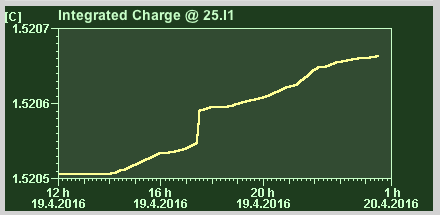 Integrated Charge @ 25.I1
[C]
1.5207
1.5206
1.5205
12 h 16 h 20 h 1 h
19.4.2016 19.4.2016 19.4.2016 20.4.2016